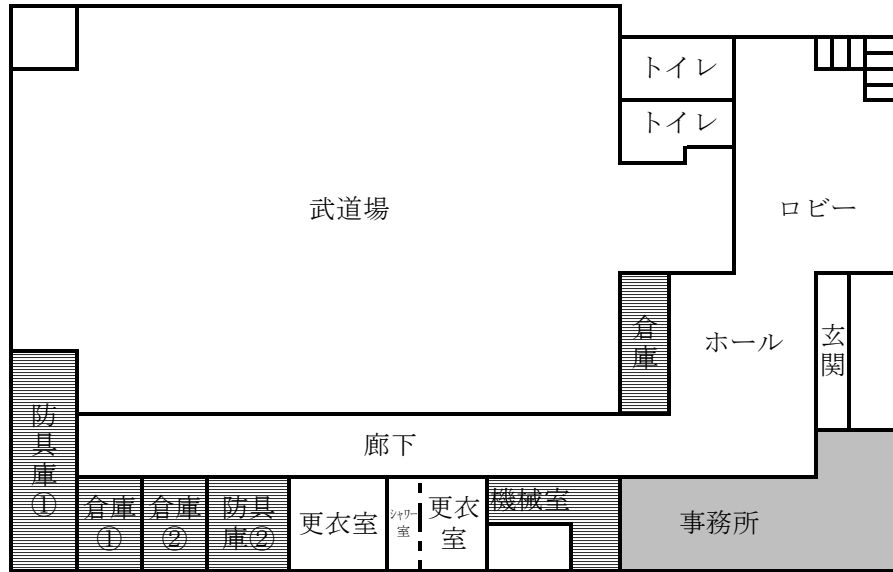 トイレ
トイレ
武道場
ロビー
倉庫
ホール
玄関
防具庫①
廊下
倉庫
①
倉庫
②
防具
庫②
更衣室
シャワー
室
更衣
室
機械室
事務所